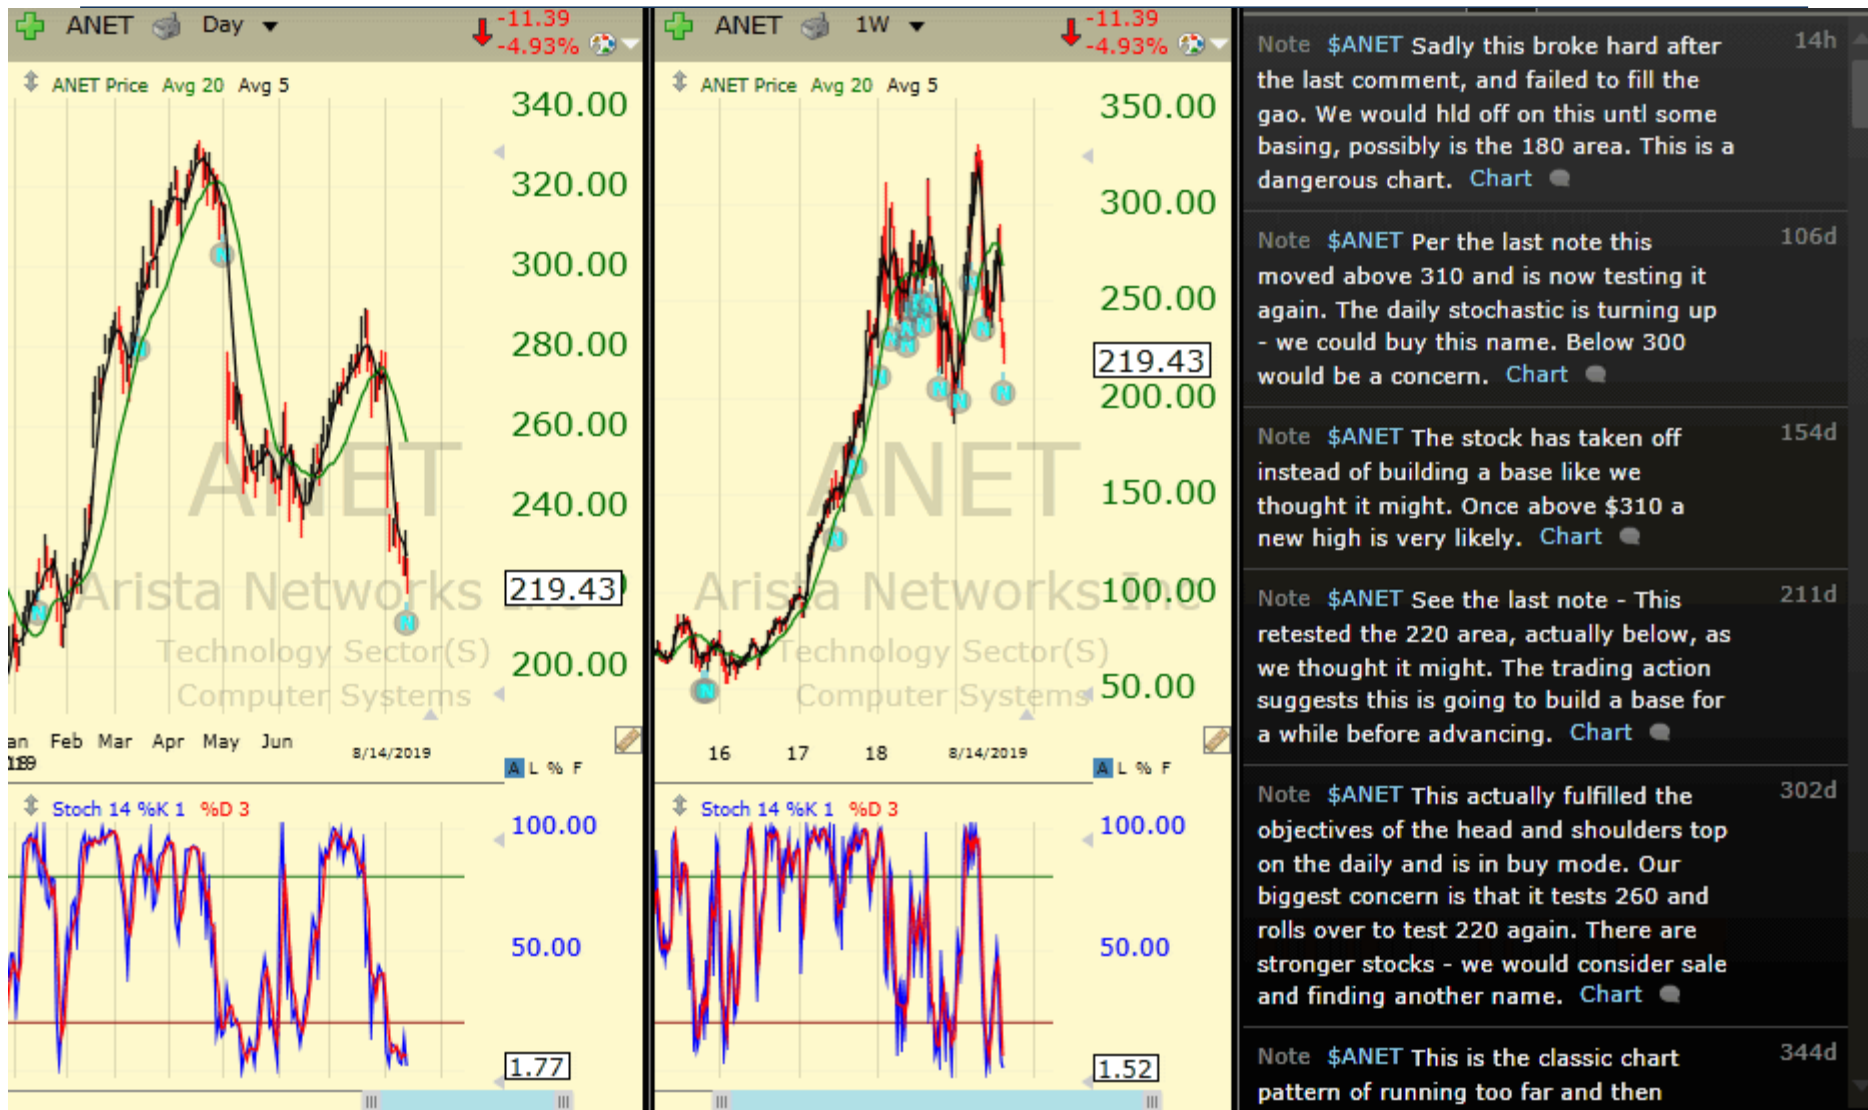 ANET Day
-11.39
-4.93%
ANET Price Avg 20 Avg 5
340.00
320.00
300.00
280.00
260.00
240.00
219.43
200.00
ANET
Arista Networks Inc
Technology Sector(S)
Computer Systems
an Feb Mar Apr May Jun
8/14/2019
A L % F
Stoch 14 %K 1 %D 3
100.00
50.00
1.77
ANET 1W
-11.39
-4.93%
ANET Price Avg 20 Avg 5
350.00
300.00
250.00
219.43
200.00
150.00
100.00
50.00
ANET
Arista Networks Inc
Technology Sector(S)
Computer Systems
16 17 18 8/14/2019
A L % F
Stoch 14 %K 1 %D 3
100.00
50.00
1.52
Note $ANET Sadly this broke hard after 14h
the last comment, and failed to fill the
gao. We would hld off on this untl some
basing, possibly is the 180 area. This is a
dangerous chart. Chart
Note $ANET Per the last note this 106d
moved above 310 and is now testing it
again. The daily stochastic is turning up
- we could buy this name. Below 300
would be a concern. Chart
Note $ANET The stock has taken off 154d
instead of building a base like we
thought it might. Once above $310 a
new high is very likely. Chart
Note $ANET See the last note - This 211d
retested the 220 area, actually below, as
we thought it might. The trading action
suggests this is going to build a base for
a while before advancing. Chart
Note $ANET This actually fulfilled the 302d
objectives of the head and shoulders top
on the daily and is in buy mode. Our
biggest concern is that it tests 260 and
rolls over to test 220 again. There are
stronger stocks - we would consider sale
and finding another name. Chart
Note $ANET This is the classic chart 344d
pattern of running too far and then